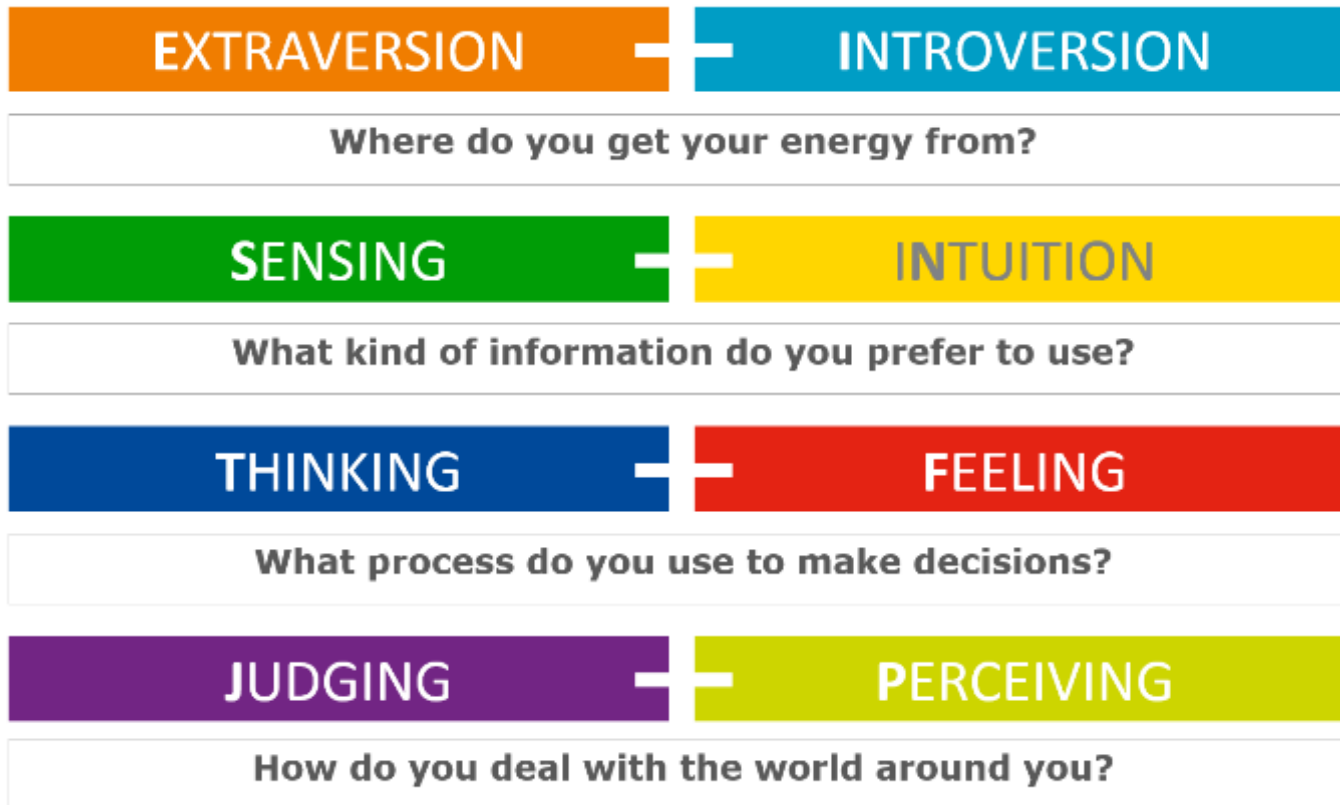 EXTRAVERSION INTROVERSION
Where do you get your energy from?
SENSING INTUITION
What kind of information do you prefer to use?
THINKING FEELING
What process do you use to make decisions?
JUDGING PERCEIVING
How do you deal with the world around you?